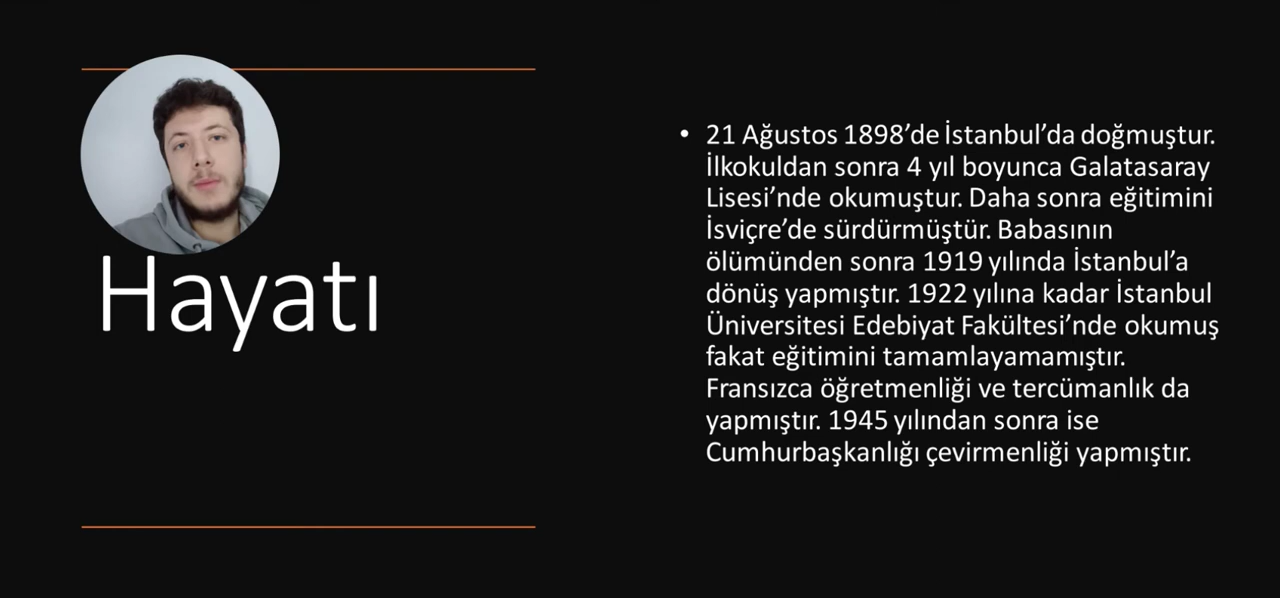 Hayatı
• 21 Ağustos 1898’de İstanbul’da doğmuştur.
İlkokuldan sonra 4 yıl boyunca Galatasaray
Lisesi’nde okumuştur. Daha sonra eğitimini
İsviçre’de sürdürmüştür. Babasının
ölümünden sonra 1919 yılında İstanbul’a
dönüş yapmıştır. 1922 yılına kadar İstanbul
Üniversitesi Edebiyat Fakültesi’nde okumuş
fakat eğitimini tamamlayamamıştır.
Fransızca öğretmenliği ve tercümanlık da
yapmıştır. 1945 yılından sonra ise
Cumhurbaşkanlığı çevirmenliği yapmıştır.